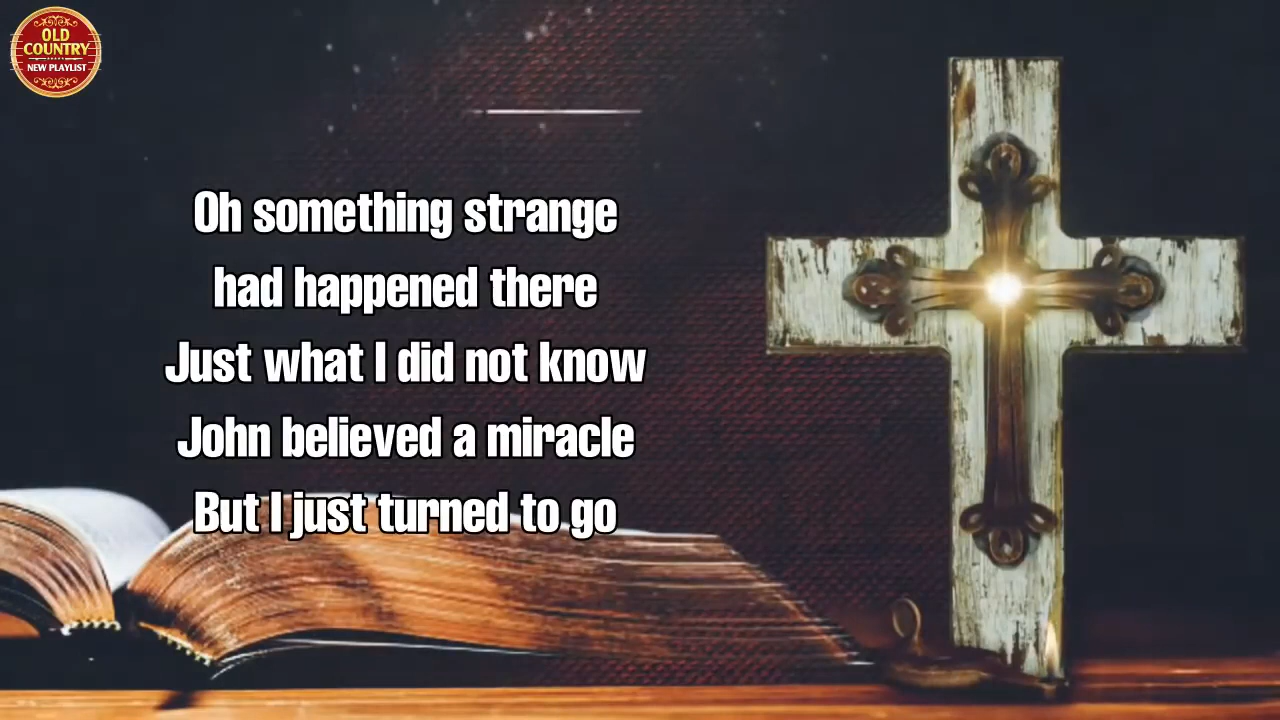 OLD
COUNTRY
NEW PLAYLIST
Oh something strange
had happened there
Just what I did not know
John believed a miracle
But I just turned to go